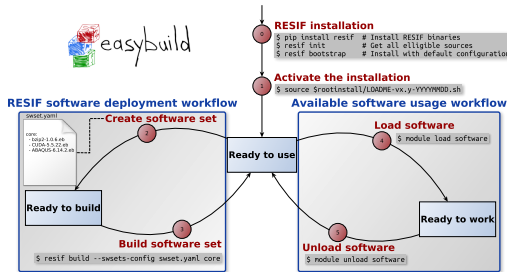 easybuild
RESIF installation
0
$ pip install resif # Install RESIF binaries
$ resif init # Get all elligible sources
$ resif bootstrap # Install with default configuration
Activate the installation
1
$ source $rootinstall/LOADME-vx.y-YYYYMMDD.sh
RESIF software deployment workflow
Available software usage workflow
swset.yaml
core:
- bzip2-1.0.6.eb
- CUDA-5.5.22.eb
- ABAQUS-6.14.2.eb
Create software set
2
Load software
4
$ module load software
Ready to use
Ready to build
Ready to work
3
5
Build software set
$ resif build --swsets-config swset.yaml core
Unload software
$ module unload software